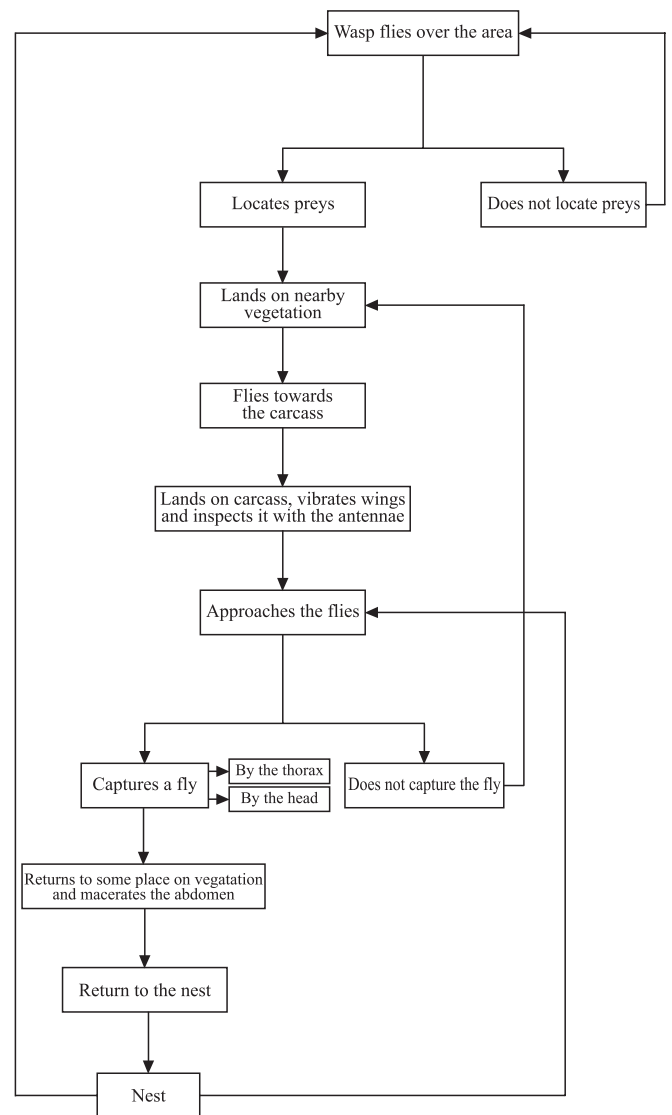 Wasp flies over the area
Locates preys
Does not locate preys
Lands on nearby
vegetation
Flies towards
the carcass
Lands on carcass, vibrates wings
and inspects it with the antennae
Approaches the flies
Captures a fly
By the thorax
By the head
Does not capture the fly
Returns to some place on vegatation
and macerates the abdomen
Return to the nest
Nest